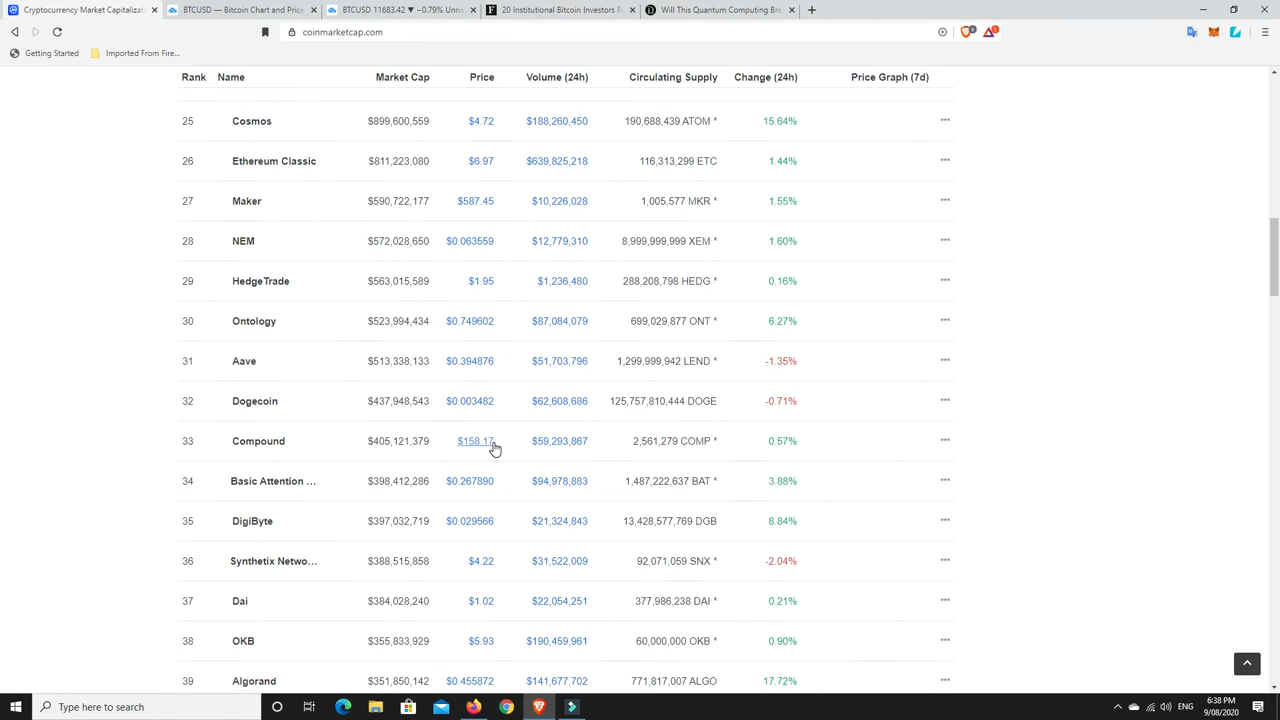 Cryptocurrency Market Capitalizat
BTCUSD — Bitcoin Chart and Price
BTCUSD 11683.42 ▼ −0.79% Unna
20 Institutional Bitcoin Investors R
Will This Quantum Computing Bre
coinmarketcap.com
Getting Started
Imported From Firef...
Rank Name Market Cap Price Volume (24h) Circulating Supply Change (24h) Price Graph (7d)
25 Cosmos $899,600,559 $4.72 $188,260,450 190,688,439 ATOM * 15.64%
26 Ethereum Classic $811,223,080 $6.97 $639,825,218 116,313,299 ETC 1.44%
27 Maker $590,722,177 $587.45 $10,226,028 1,005,577 MKR * 1.55%
28 NEM $572,028,650 $0.063559 $12,779,310 8,999,999,999 XEM * 1.60%
29 HedgeTrade $563,015,589 $1.95 $1,236,480 288,208,798 HEDG * 0.16%
30 Ontology $523,994,434 $0.749602 $87,084,079 699,029,877 ONT * 6.27%
31 Aave $513,338,133 $0.394876 $51,703,796 1,299,999,942 LEND * -1.35%
32 Dogecoin $437,948,543 $0.003482 $62,608,686 125,757,810,444 DOGE -0.71%
33 Compound $405,121,379 $158.17 $59,293,867 2,561,279 COMP * 0.57%
34 Basic Attention ... $398,412,280 $0.267890 $94,978,883 1,487,222,267 BAT * 3.88%
35 DigiByte $397,032,719 $0.029566 $21,324,843 13,428,577,769 DGB 8.84%
36 Synthetix Netwo... $388,515,858 $4.22 $31,522,009 92,071,059 SNX * -2.04%
37 Dai $384,028,240 $1.02 $22,054,251 377,986,238 DAI * 0.21%
38 OKB $355,833,929 $5.93 $190,459,961 60,000,000 OKB * 0.90%
39 Algorand $351,850,142 $0.455872 $141,677,702 771,817,007 ALGO 17.72%
Type here to search
6:38 PM
9/08/2020